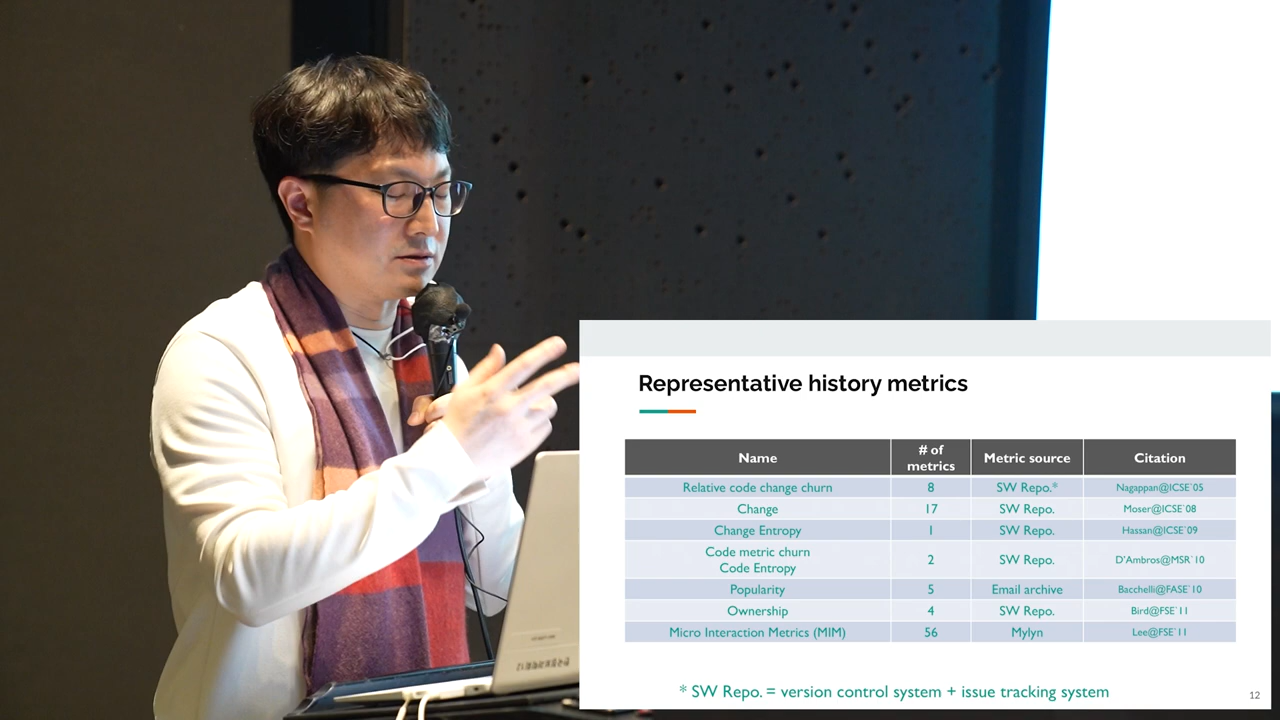 Representative history metrics
Name # of metrics Metric source Citation
Relative code change churn 8 SW Repo.* Nagappan@ICSE`05
Change 17 SW Repo. Moser@ICSE`08
Change Entropy 1 SW Repo. Hassan@ICSE`09
Code metric churn
Code Entropy 2 SW Repo. D'Ambros@MSR`10
Popularity 5 Email archive Bacchelli@FASE`10
Ownership 4 SW Repo. Bird@FSE`11
Micro Interaction Metrics (MIM) 56 Mylyn Lee@FSE`11
* SW Repo. = version control system + issue tracking system
12